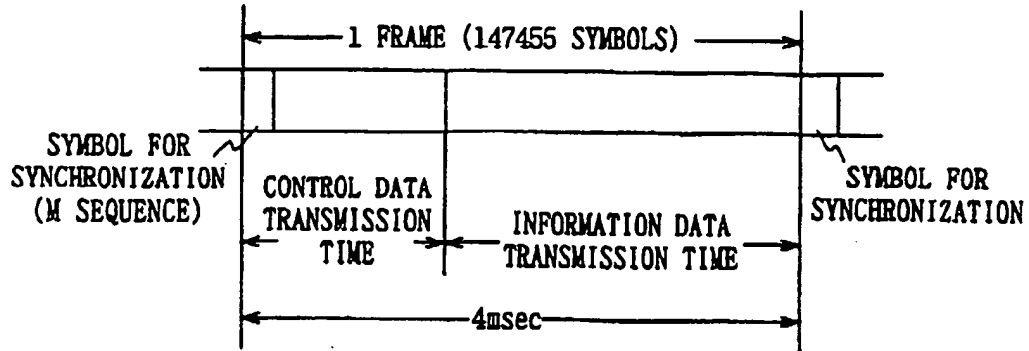 1 FRAME (147455 SYMBOLS)
SYMBOL FOR
SYNCHRONIZATION
(M SEQUENCE)
CONTROL DATA
TRANSMISSION
TIME
INFORMATION DATA
TRANSMISSION TIME
SYMBOL FOR
SYNCHRONIZATION
4msec